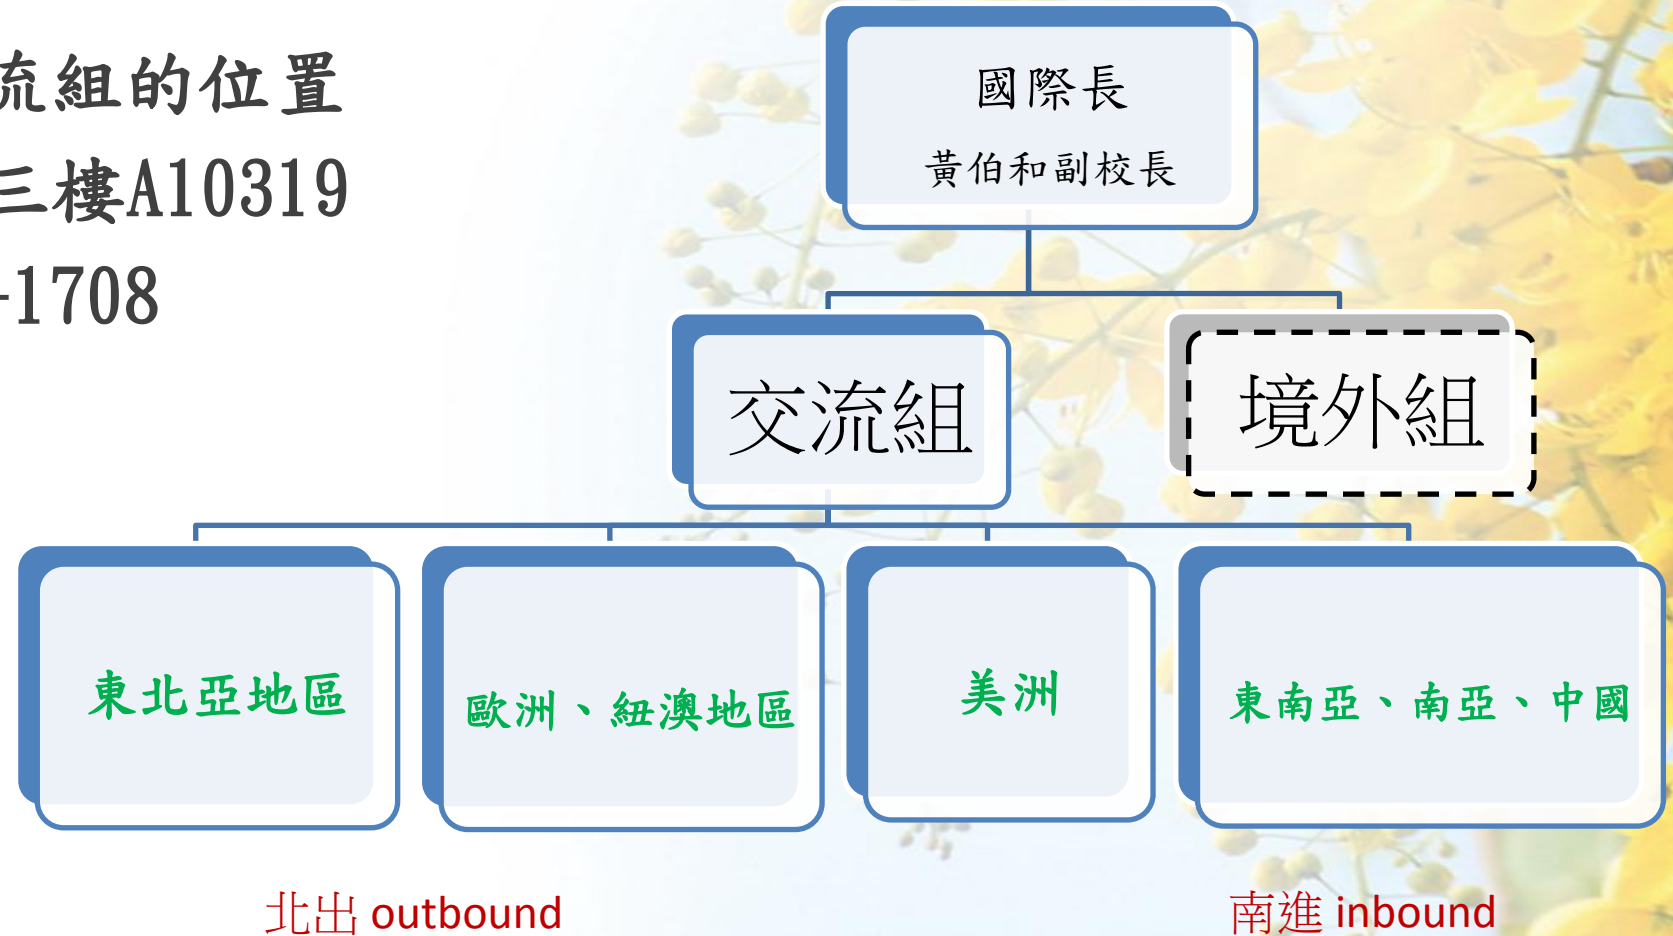 流組的位置
三樓A10319
-1708
國際長
黃伯和副校長
交流組
境外組
東北亞地區
歐洲、紐澳地區
美洲
東南亞、南亞、中國
北出 outbound
南進 inbound